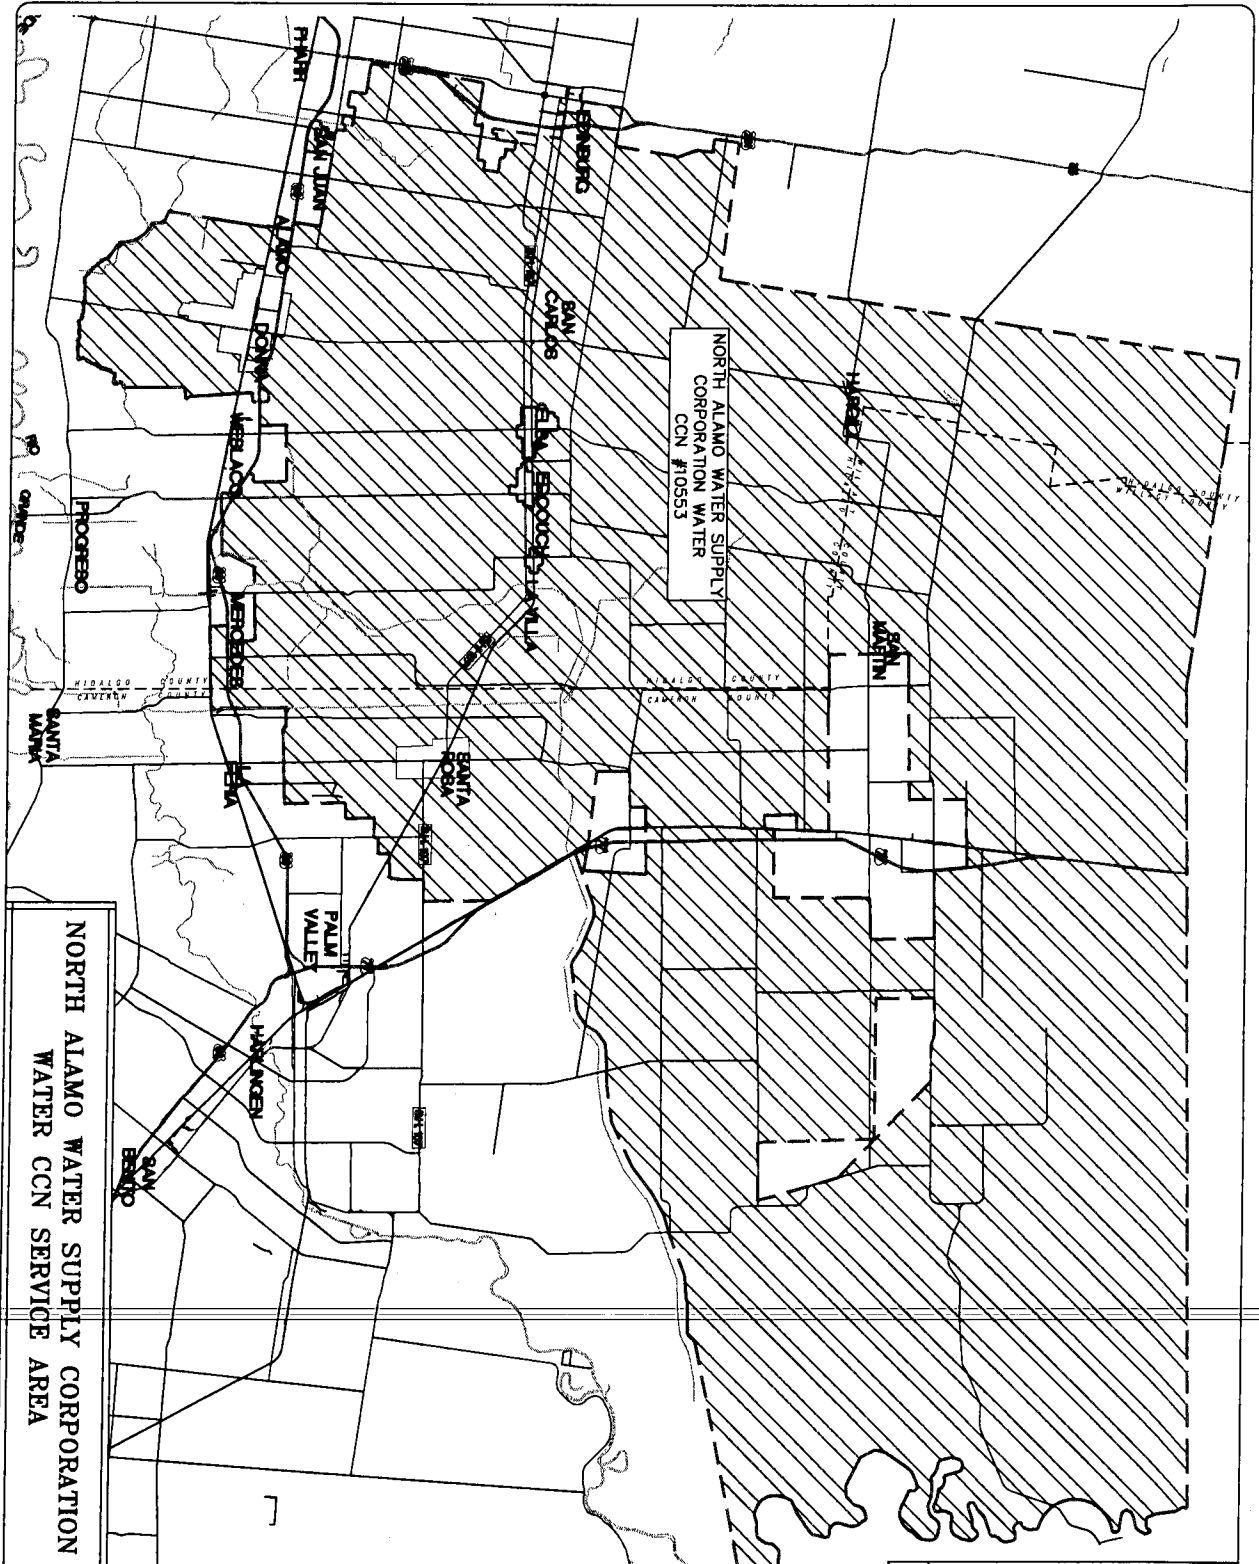 NORTH ALAMO WATER SUPPLY
CORPORATION WATER
CCN #10553
HIDALGO COUNTY
WILLACY COUNTY
HARGILL
SAN
MARTIN
EDINBURG
SAN
CARLOS
ELSA
EDCOUCH
LA VILLA
HIDALGO COUNTY
CAMERON COUNTY
SANTA
ROSA
PHARR
SAN JUAN
ALAMO
DONNA
WESLACO
MERCEDES
HIDALGO COUNTY
CAMERON COUNTY
LA
FERIA
PALM
VALLEY
HARLINGEN
SAN
BENITO
PROGRESO
SANTA
MARIA
RIO
GRANDE
NORTH ALAMO WATER SUPPLY CORPORATION
WATER CCN SERVICE AREA